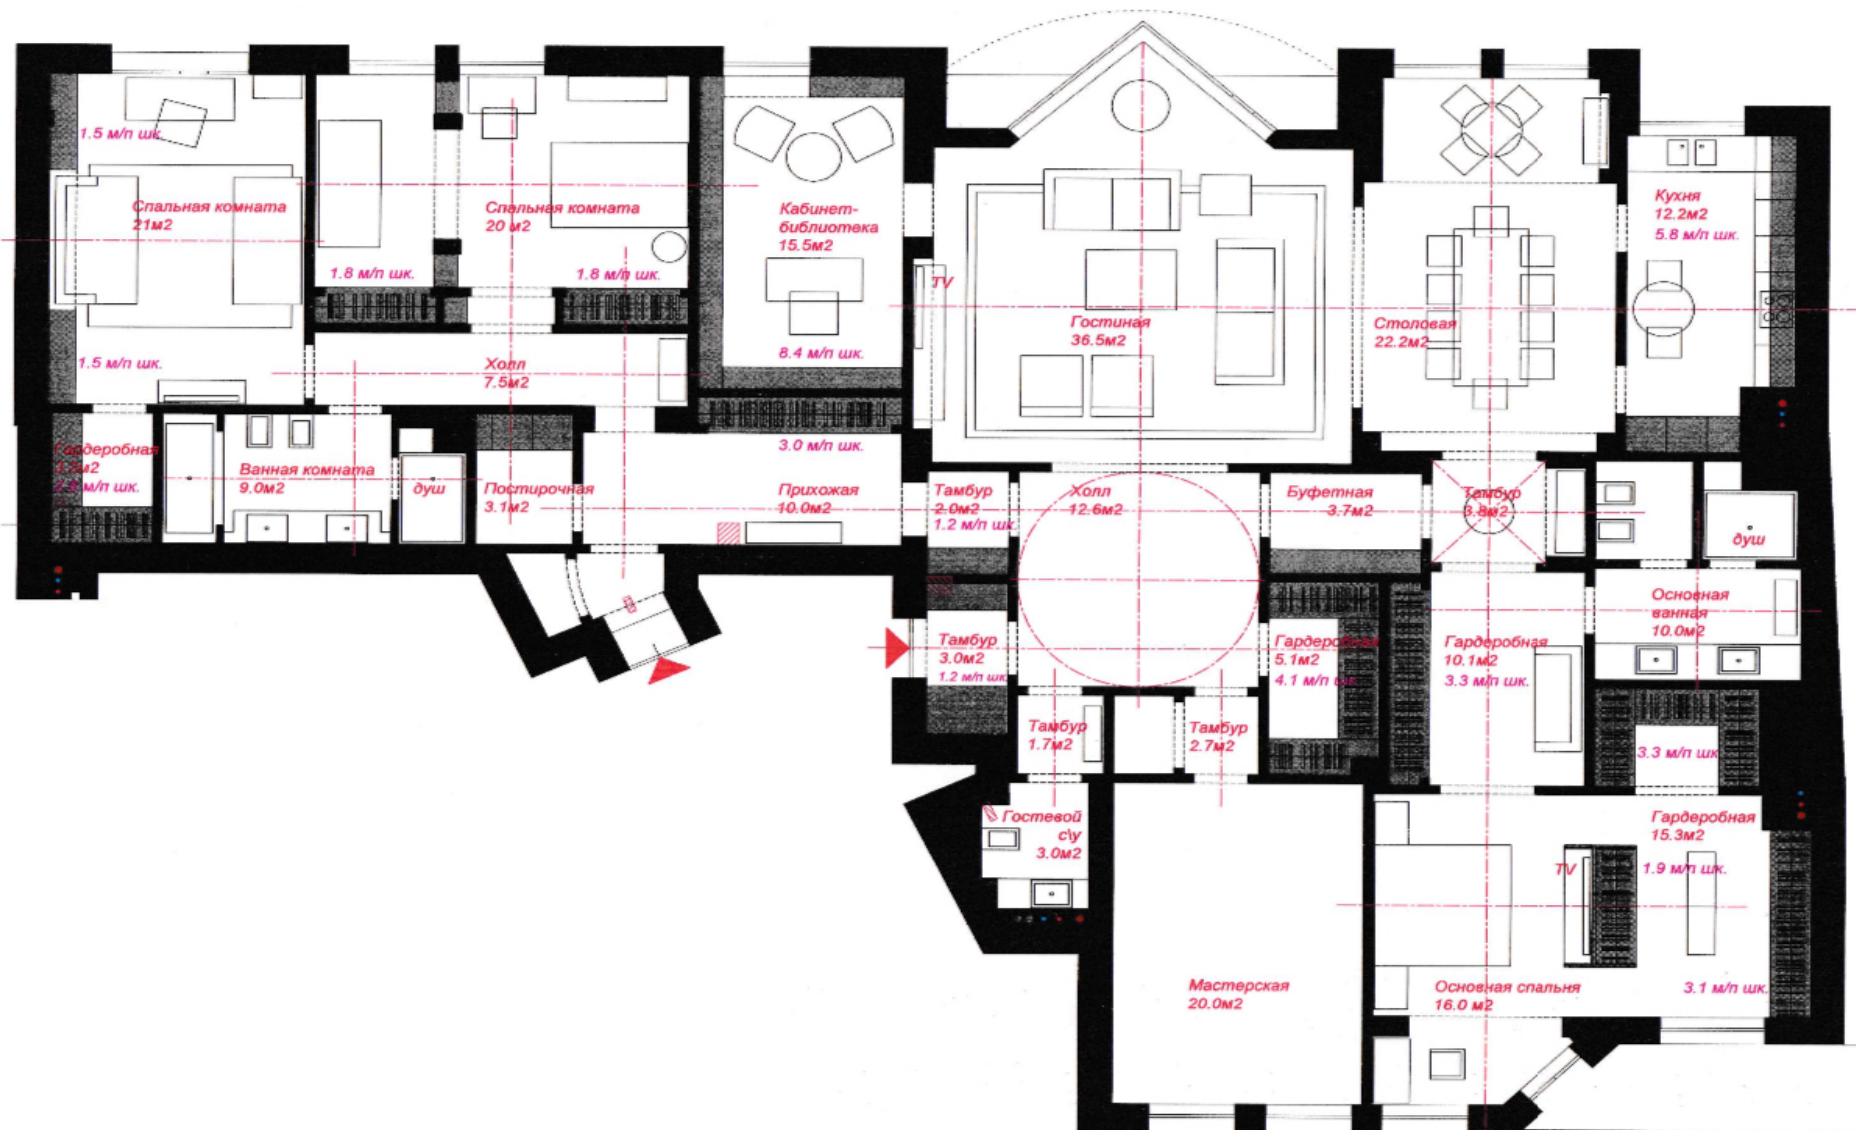 1.5 м/п шк.
Спальная комната
21м2
1.5 м/п шк.
Спальная комната
20 м2
1.8 м/п шк.
1.8 м/п шк.
Кабинет-
библиотека
15.5м2
8.4 м/п шк.
TV
Гостиная
36.5м2
Столовая
22.2м2
Кухня
12.2м2
5.8 м/п шк.
Холл
7.5м2
Гардеробная
м/п шк.
Ванная комната
9.0м2
душ
Постирочная
3.1м2
3.0 м/п шк.
Прихожая
10.0м2
Тамбур
2.0м2
1.2 м/п шк.
Холл
12.6м2
Буфетная
3.7м2
Тамбур
3.8м2
душ
Основная
ванная
10.0м2
Тамбур
3.0м2
1.2 м/п шк.
Гардеробная
5.1м2
4.1 м/п шк.
Гардеробная
10.1м2
3.3 м/п шк.
Тамбур
1.7м2
Тамбур
2.7м2
3.3 м/п шк.
Гостевой
с\у
3.0м2
Гардеробная
15.3м2
1.9 м/п шк.
TV
Мастерская
20.0м2
Основная спальня
16.0 м2
3.1 м/п шк.